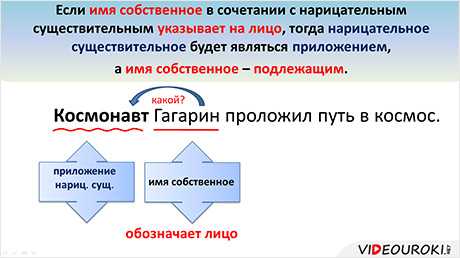 Если имя собственное в сочетании с нарицательным
существительным указывает на лицо, тогда нарицательное
существительное будет являться приложением,
а имя собственное – подлежащим.
какой?
Космонавт Гагарин проложил путь в космос.
приложение
нариц. сущ.
имя собственное
обозначает лицо
VIDEOUROKI.NET